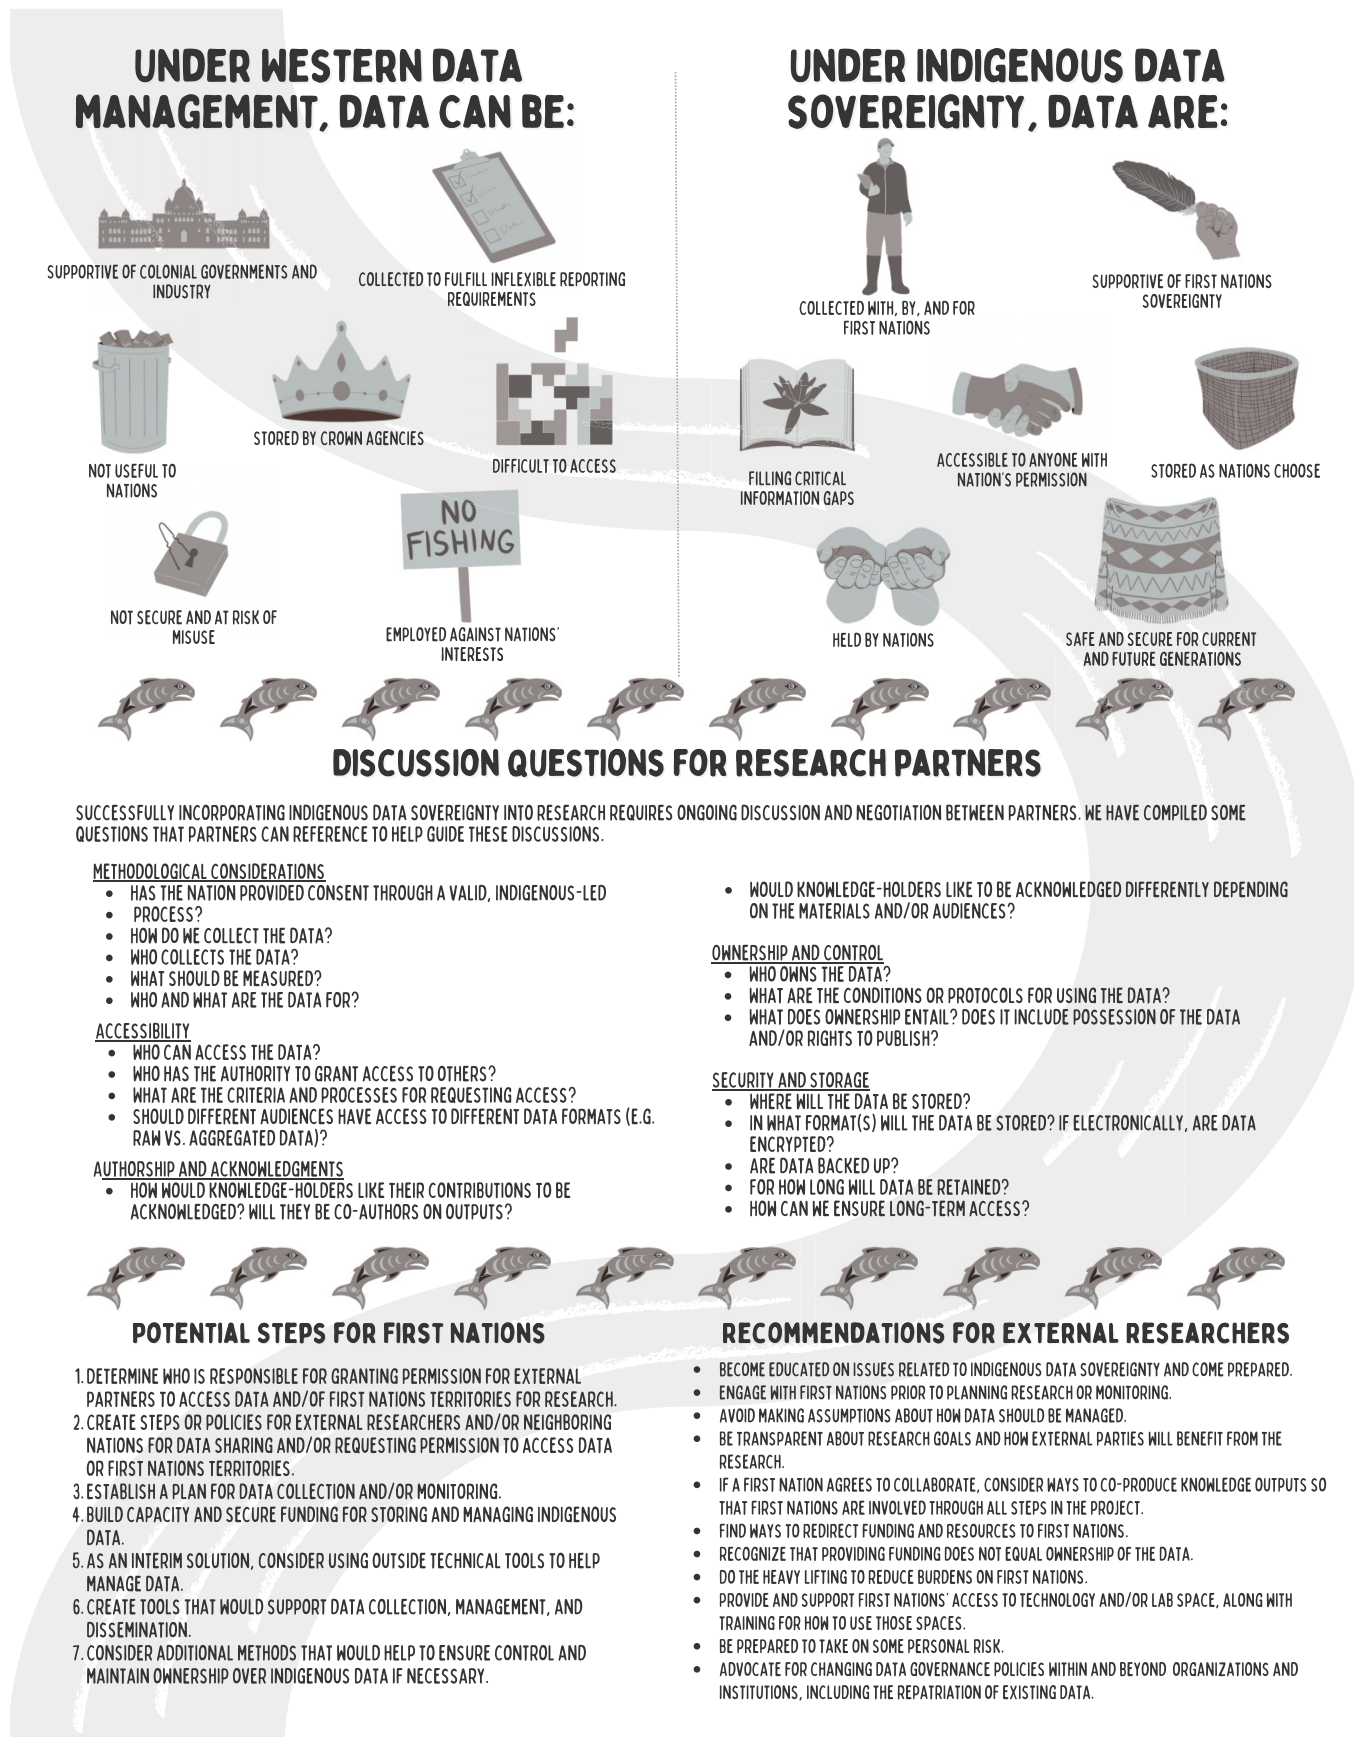 UNDER WESTERN DATA
MANAGEMENT, DATA CAN BE:
SUPPORTIVE OF COLONIAL GOVERNMENTS AND
INDUSTRY
COLLECTED TO FULFILL INFLEXIBLE REPORTING
REQUIREMENTS
NOT USEFUL TO
NATIONS
STORED BY CROWN AGENCIES
DIFFICULT TO ACCESS
NOT SECURE AND AT RISK OF
MISUSE
NO
FISHING
EMPLOYED AGAINST NATIONS'
INTERESTS
UNDER INDIGENOUS DATA
SOVEREIGNTY, DATA ARE:
COLLECTED WITH, BY, AND FOR
FIRST NATIONS
SUPPORTIVE OF FIRST NATIONS
SOVEREIGNTY
FILLING CRITICAL
INFORMATION GAPS
ACCESSIBLE TO ANYONE WITH
NATION'S PERMISSION
STORED AS NATIONS CHOOSE
HELD BY NATIONS
SAFE AND SECURE FOR CURRENT
AND FUTURE GENERATIONS
DISCUSSION QUESTIONS FOR RESEARCH PARTNERS
SUCCESSFULLY INCORPORATING INDIGENOUS DATA SOVEREIGNTY INTO RESEARCH REQUIRES ONGOING DISCUSSION AND NEGOTIATION BETWEEN PARTNERS. WE HAVE COMPILED SOME
QUESTIONS THAT PARTNERS CAN REFERENCE TO HELP GUIDE THESE DISCUSSIONS.
METHODOLOGICAL CONSIDERATIONS
• HAS THE NATION PROVIDED CONSENT THROUGH A VALID, INDIGENOUS-LED
• PROCESS?
• HOW DO WE COLLECT THE DATA?
• WHO COLLECTS THE DATA?
• WHAT SHOULD BE MEASURED?
• WHO AND WHAT ARE THE DATA FOR?
ACCESSIBILITY
• WHO CAN ACCESS THE DATA?
• WHO HAS THE AUTHORITY TO GRANT ACCESS TO OTHERS?
• WHAT ARE THE CRITERIA AND PROCESSES FOR REQUESTING ACCESS?
• SHOULD DIFFERENT AUDIENCES HAVE ACCESS TO DIFFERENT DATA FORMATS (E.G.
RAW VS. AGGREGATED DATA)?
AUTHORSHIP AND ACKNOWLEDGMENTS
• HOW WOULD KNOWLEDGE-HOLDERS LIKE THEIR CONTRIBUTIONS TO BE
ACKNOWLEDGED? WILL THEY BE CO-AUTHORS ON OUTPUTS?
• WOULD KNOWLEDGE-HOLDERS LIKE TO BE ACKNOWLEDGED DIFFERENTLY DEPENDING
ON THE MATERIALS AND/OR AUDIENCES?
OWNERSHIP AND CONTROL
• WHO OWNS THE DATA?
• WHAT ARE THE CONDITIONS OR PROTOCOLS FOR USING THE DATA?
• WHAT DOES OWNERSHIP ENTAIL? DOES IT INCLUDE POSSESSION OF THE DATA
AND/OR RIGHTS TO PUBLISH?
SECURITY AND STORAGE
• WHERE WILL THE DATA BE STORED?
• IN WHAT FORMAT(S) WILL THE DATA BE STORED? IF ELECTRONICALLY, ARE DATA
ENCRYPTED?
• ARE DATA BACKED UP?
• FOR HOW LONG WILL DATA BE RETAINED?
• HOW CAN WE ENSURE LONG-TERM ACCESS?
POTENTIAL STEPS FOR FIRST NATIONS
1. DETERMINE WHO IS RESPONSIBLE FOR GRANTING PERMISSION FOR EXTERNAL
PARTNERS TO ACCESS DATA AND/OF FIRST NATIONS TERRITORIES FOR RESEARCH.
2. CREATE STEPS OR POLICIES FOR EXTERNAL RESEARCHERS AND/OR NEIGHBORING
NATIONS FOR DATA SHARING AND/OR REQUESTING PERMISSION TO ACCESS DATA
OR FIRST NATIONS TERRITORIES.
3. ESTABLISH A PLAN FOR DATA COLLECTION AND/OR MONITORING.
4. BUILD CAPACITY AND SECURE FUNDING FOR STORING AND MANAGING INDIGENOUS
DATA.
5. AS AN INTERIM SOLUTION, CONSIDER USING OUTSIDE TECHNICAL TOOLS TO HELP
MANAGE DATA.
6. CREATE TOOLS THAT WOULD SUPPORT DATA COLLECTION, MANAGEMENT, AND
DISSEMINATION.
7. CONSIDER ADDITIONAL METHODS THAT WOULD HELP TO ENSURE CONTROL AND
MAINTAIN OWNERSHIP OVER INDIGENOUS DATA IF NECESSARY.
RECOMMENDATIONS FOR EXTERNAL RESEARCHERS
• BECOME EDUCATED ON ISSUES RELATED TO INDIGENOUS DATA SOVEREIGNTY AND COME PREPARED.
• ENGAGE WITH FIRST NATIONS PRIOR TO PLANNING RESEARCH OR MONITORING.
• AVOID MAKING ASSUMPTIONS ABOUT HOW DATA SHOULD BE MANAGED.
• BE TRANSPARENT ABOUT RESEARCH GOALS AND HOW EXTERNAL PARTIES WILL BENEFIT FROM THE
RESEARCH.
• IF A FIRST NATION AGREES TO COLLABORATE, CONSIDER WAYS TO CO-PRODUCE KNOWLEDGE OUTPUTS SO
THAT FIRST NATIONS ARE INVOLVED THROUGH ALL STEPS IN THE PROJECT.
• FIND WAYS TO REDIRECT FUNDING AND RESOURCES TO FIRST NATIONS.
• RECOGNIZE THAT PROVIDING FUNDING DOES NOT EQUAL OWNERSHIP OF THE DATA.
• DO THE HEAVY LIFTING TO REDUCE BURDENS ON FIRST NATIONS.
• PROVIDE AND SUPPORT FIRST NATIONS' ACCESS TO TECHNOLOGY AND/OR LAB SPACE, ALONG WITH
TRAINING FOR HOW TO USE THOSE SPACES.
• BE PREPARED TO TAKE ON SOME PERSONAL RISK.
• ADVOCATE FOR CHANGING DATA GOVERNANCE POLICIES WITHIN AND BEYOND ORGANIZATIONS AND
INSTITUTIONS, INCLUDING THE REPATRIATION OF EXISTING DATA.